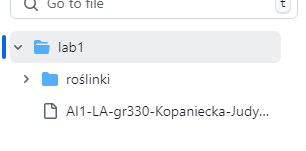 Go to file
t
lab1
roślinki
AI1-LA-gr330-Kopaniecka-Judy...